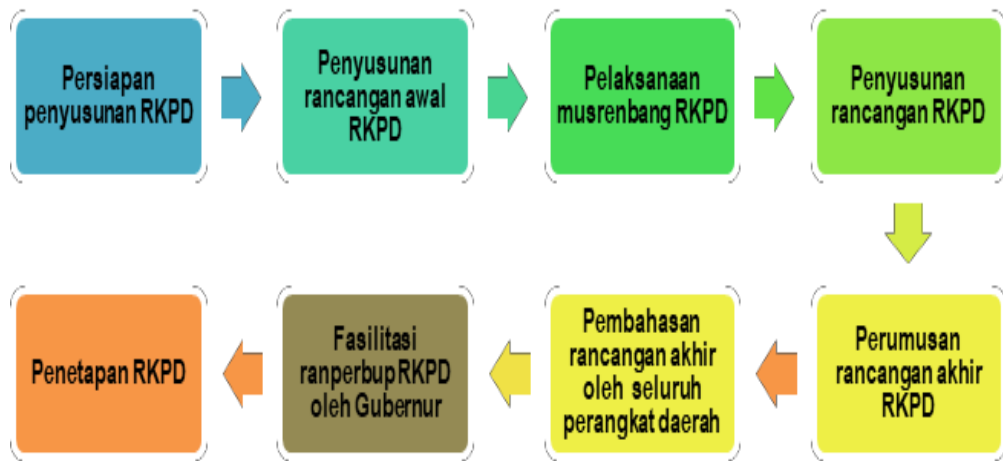 Persiapan
penyusunan RKPD
Penyusunan
rancangan awal
RKPD
Pelaksanaan
musrenbang RKPD
Penyusunan
rancangan RKPD
Perumusan
rancangan akhir
RKPD
Pembahasan
rancangan akhir
oleh seluruh
perangkat daerah
Fasilitasi
ranperbup RKPD
oleh Gubernur
Penetapan RKPD